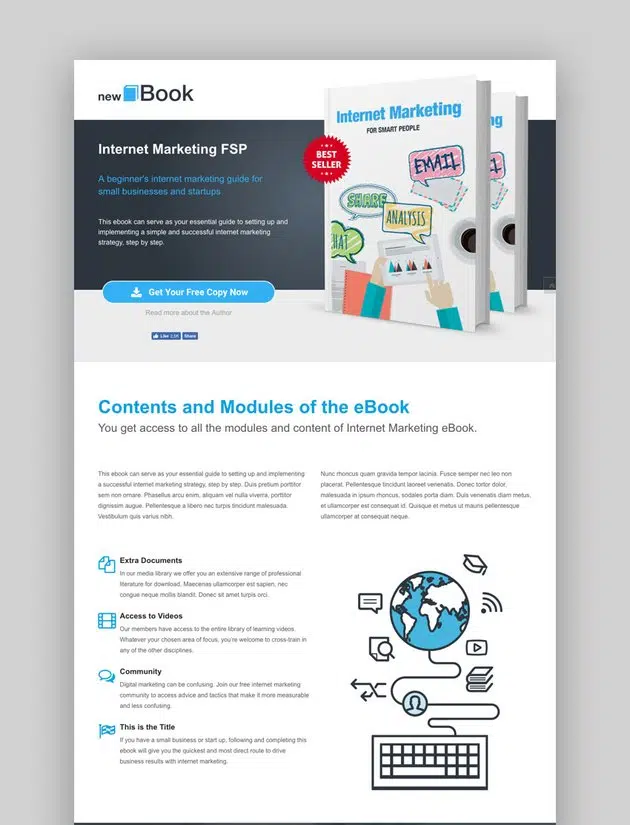 new Book
Internet Marketing FSP
A beginner's internet marketing guide for
small businesses and startups
This ebook can serve as your essential guide to setting up and
implementing a simple and successful internet marketing
strategy, step by step.
Get Your Free Copy Now
Read more about the Author
Like
Share
BEST
SELLER
Internet Marketing
FOR SMART PEOPLE
EMAIL
SHARE
ANALYSIS
CHAT
ng
Contents and Modules of the eBook
You get access to all the modules and content of Internet Marketing eBook.
This ebook can serve as your essential guide to setting up and implementing
a successful internet marketing strategy, step by step. Duis pretium porttitor
sem non ornare. Phasellus arcu enim, aliquam vel nulla viverra, porttitor
dignissim augue. Pellentesque a libero nec turpis tincidunt malesuada.
Vestibulum quis varius nibh.
Nunc rhoncus quam gravida tempor lacinia. Fusce semper nec leo non
placerat. Pellentesque tincidunt laoreet venenatis. Donec tortor dolor,
malesuada in ipsum rhoncus, sodales porta diam. Duis venenatis diam metus,
et ullamcorper est consequat id. Quisque et metus ut mauris pellentesque
ullamcorper at consequat neque.
Extra Documents
In our media library we offer you an extensive range of professional
literature for download. Maecenas ullamcorper est sapien, nec
congue neque mollis blandit. Donec sit amet turpis orci.
Access to Videos
Our members have access to the entire library of learning videos.
Whatever your chosen area of focus, you're welcome to cross-train in
any of the other disciplines.
Community
Digital marketing can be confusing. Join our free internet marketing
community to access advice and tactics that make it more measurable
and less confusing.
This is the Title
If you have a small business or start up, following and completing this
ebook will give you the quickest and most direct route to drive
business results with internet marketing.